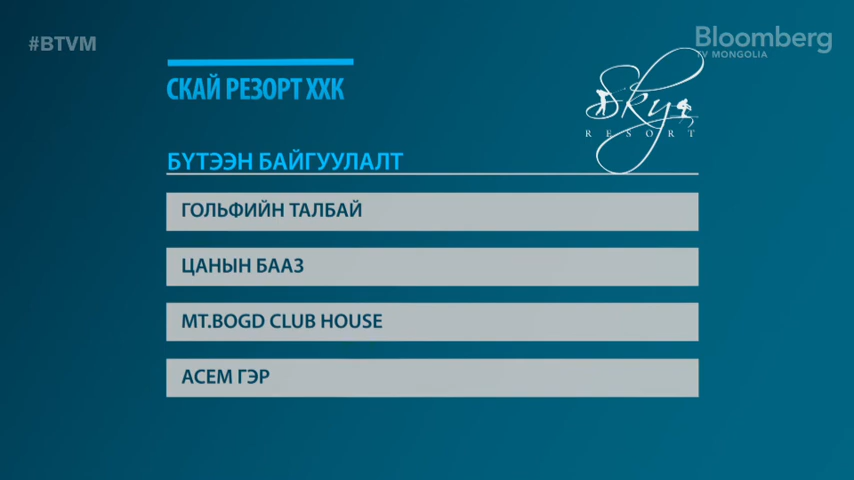 #BTVM
Bloomberg
TV MONGOLIA
СКАЙ РЕЗОРТ ХХК
Sky
RESORT
БҮТЭЭН БАЙГУУЛАЛТ
ГОЛЬФИЙН ТАЛБАЙ
ЦАНЫН БААЗ
MT.BOGD CLUB HOUSE
АСЕМ ГЭР